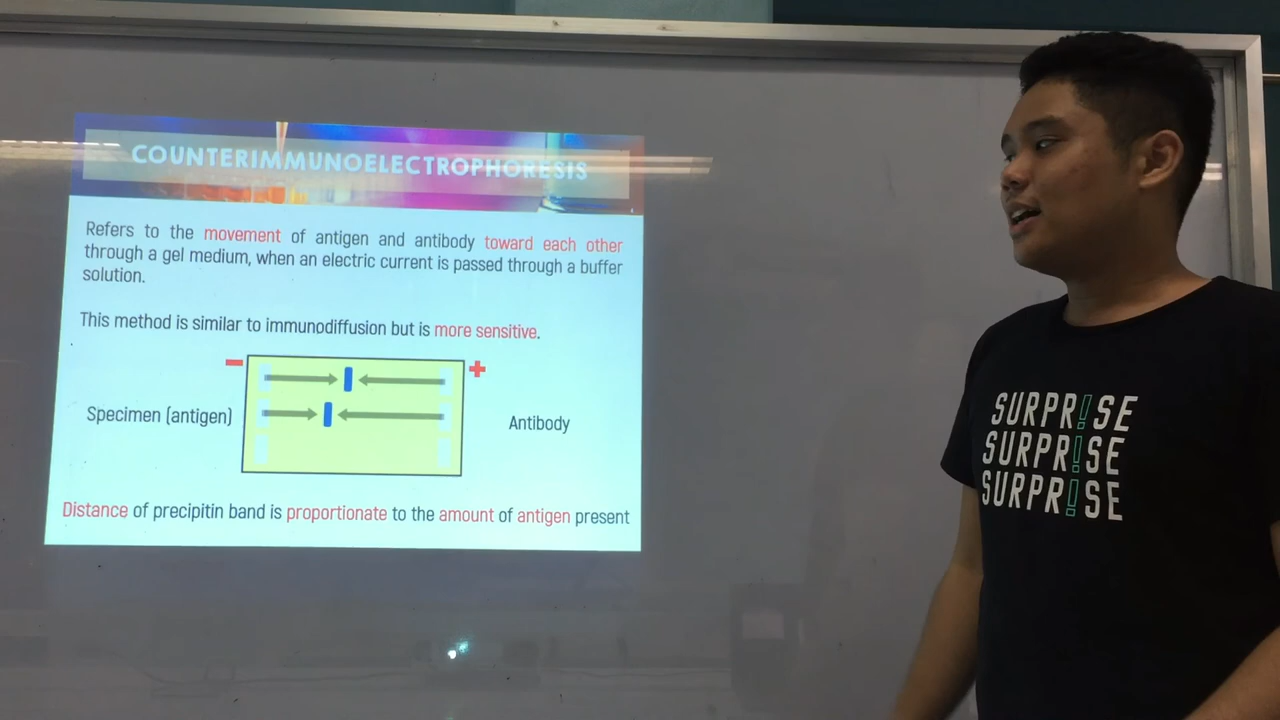 COUNTERIMMUNOELECTROPHORESIS
Refers to the movement of antigen and antibody toward each other
through a gel medium, when an electric current is passed through a buffer
solution.
This method is similar to immunodiffusion but is more sensitive.
- +
Specimen (antigen) Antibody
Distance of precipitin band is proportionate to the amount of antigen present
SURPR!SE
SURPR!SE
SURPR!SE